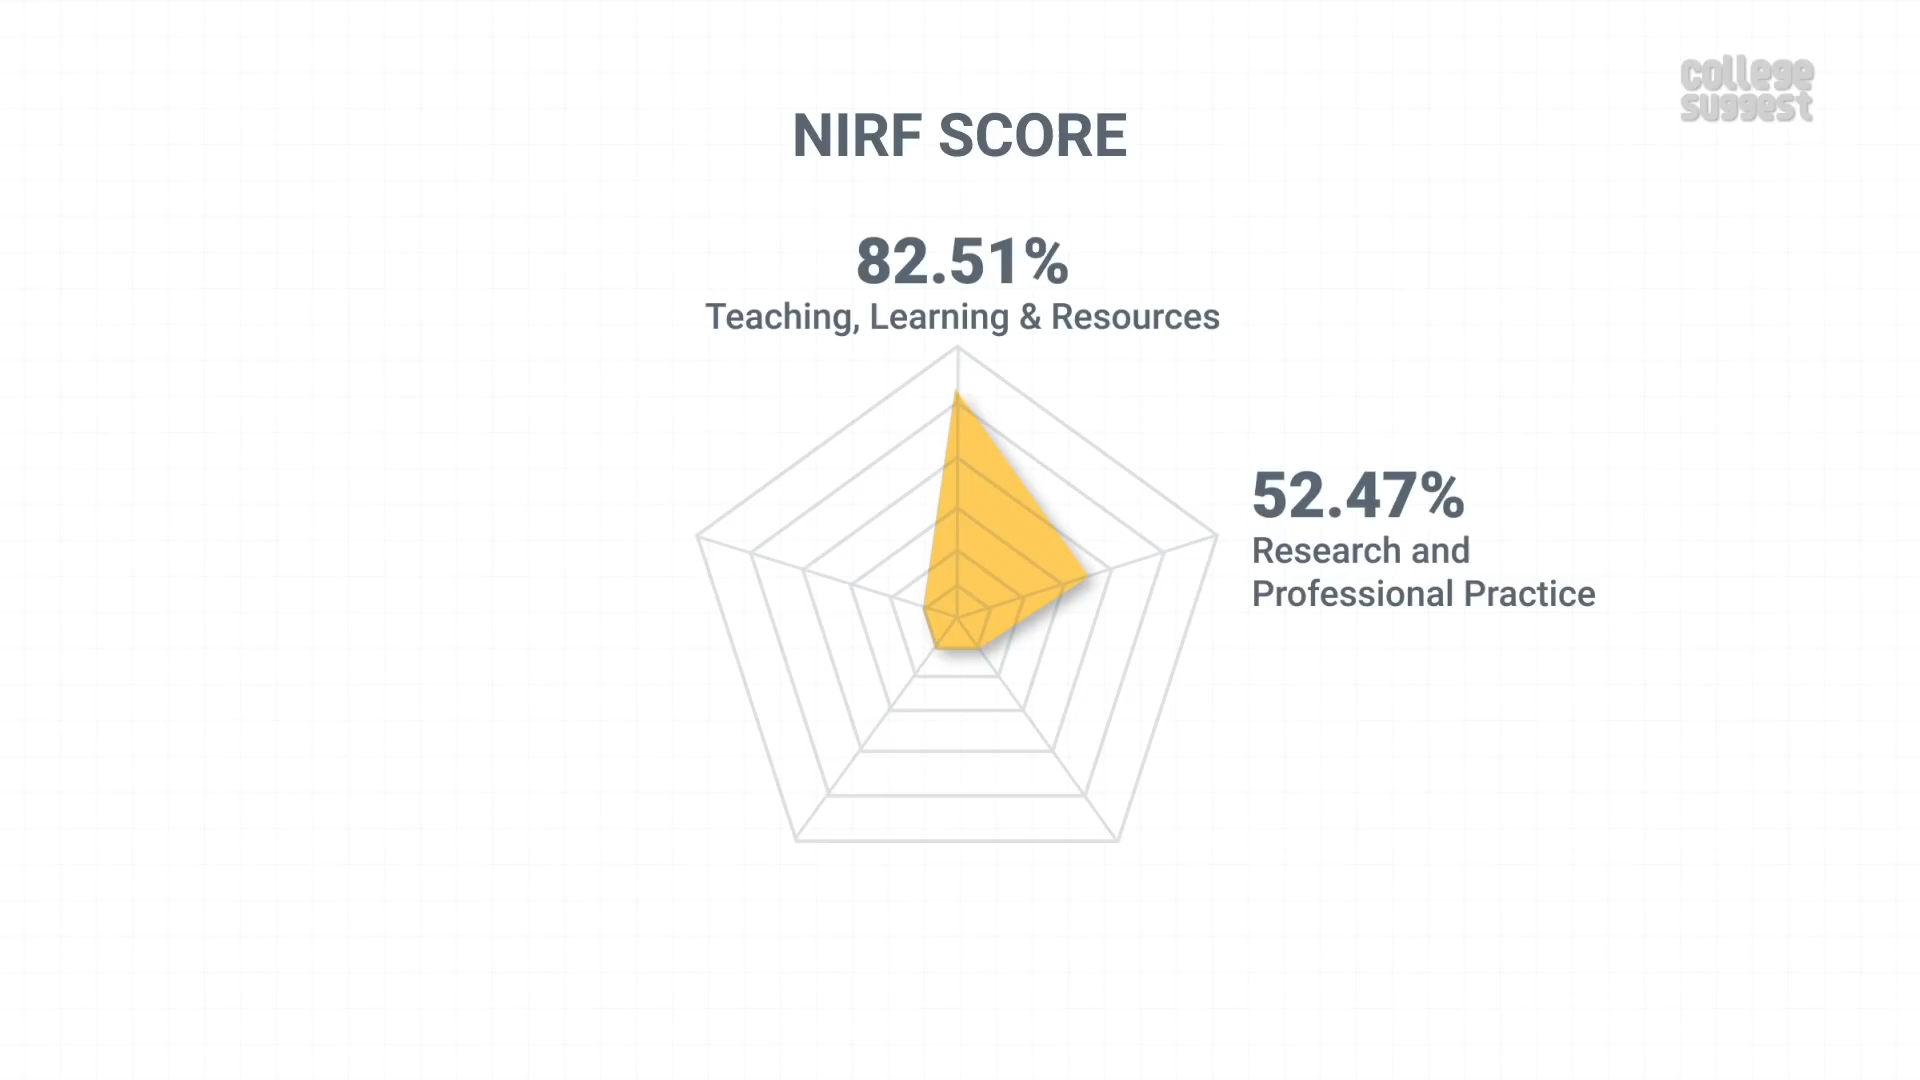 college
suggest
NIRF SCORE
82.51%
Teaching, Learning & Resources
52.47%
Research and
Professional Practice